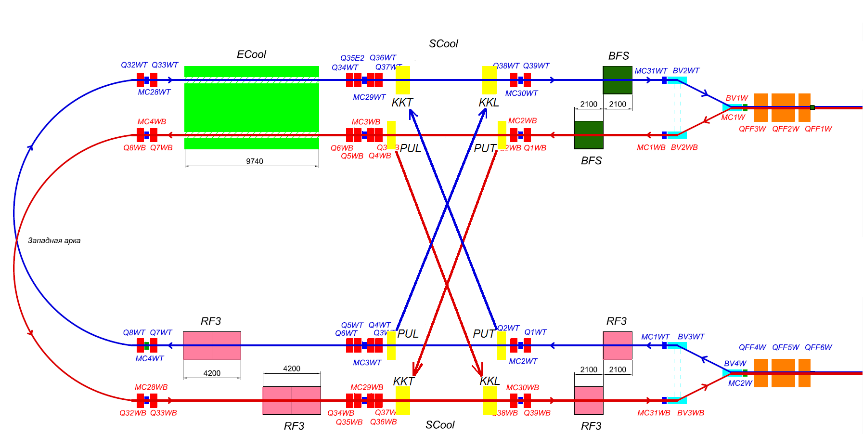 SCool
ECool
BFS
Q32WT Q33WT
Q35E2 Q36WT
Q34WT Q37WT
Q38WT Q39WT
MC31WT BV2WT
MC28WT
MC29WT
MC30WT
KKT
KKL
2100 2100
BV1W
MC1W
MC4WB
MC3WB
MC2WB
Q8WB Q7WB
Q6WB
Q5WB Q4WB
PUL
PUT
Q1WB
MC1WB BV2WB
QFF3W QFF2W QFF1W
BFS
9740
Западная арка
RF3
RF3
Q8WT Q7WT
Q5WT Q4WT
Q6WT
PUL
PUT
Q2WT Q1WT
MC1WT BV3WT
QFF4W QFF5W QFF6W
MC4WT
MC3WT
MC2WT
BV4W
MC2W
4200
4200
2100 2100
KKT
KKL
MC28WB
MC29WB
MC30WB
Q32WB Q33WB
Q34WB
Q35WB Q36WB
Q38WB Q39WB
MC31WB BV3WB
RF3
SCool
RF3